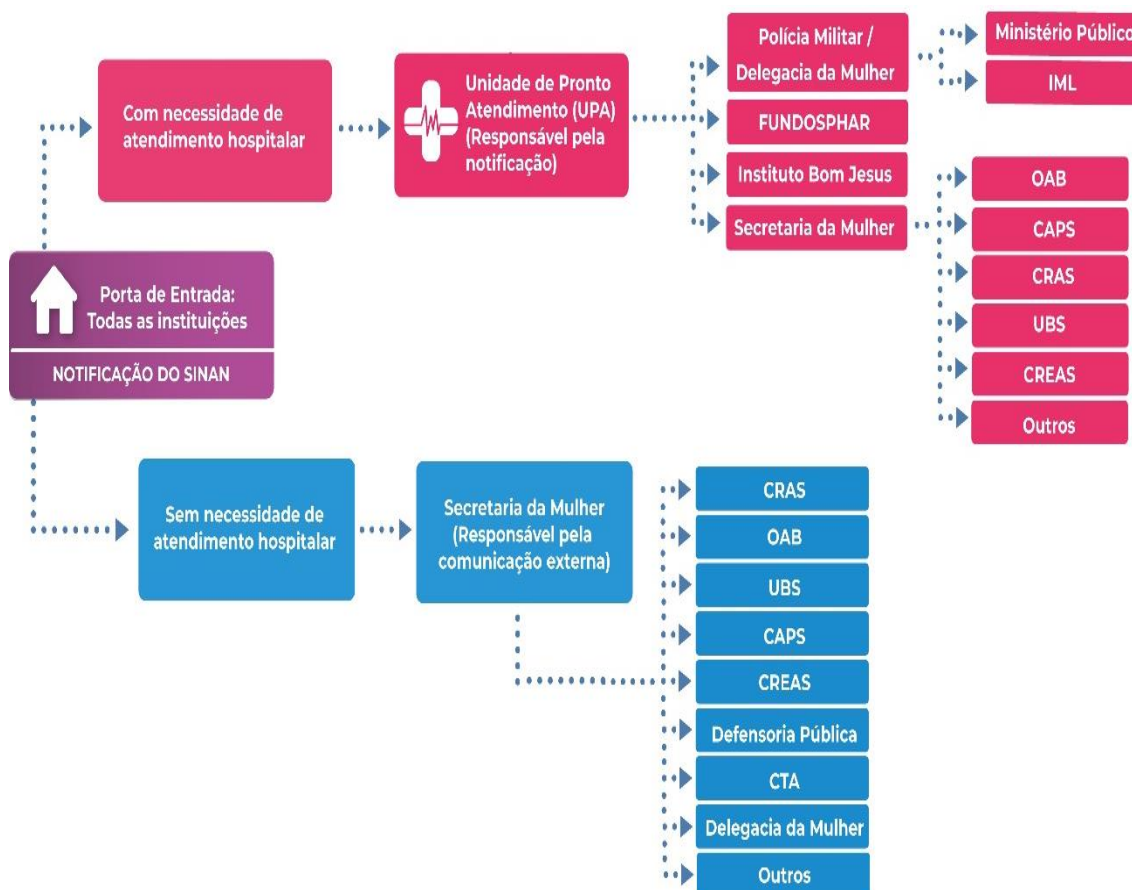 Com necessidade de
atendimento hospitalar
Unidade de Pronto
Atendimento (UPA)
(Responsável pela
notificação)
Polícia Militar /
Delegacia da Mulher
FUNDOSPHAR
Instituto Bom Jesus
Secretaria da Mulher
Ministério Público
IML
OAB
CAPS
CRAS
UBS
CREAS
Outros
Porta de Entrada:
Todas as instituições
NOTIFICAÇÃO DO SINAN
Sem necessidade de
atendimento hospitalar
Secretaria da Mulher
(Responsável pela
comunicação externa)
CRAS
OAB
UBS
CAPS
CREAS
Defensoria Pública
CTA
Delegacia da Mulher
Outros